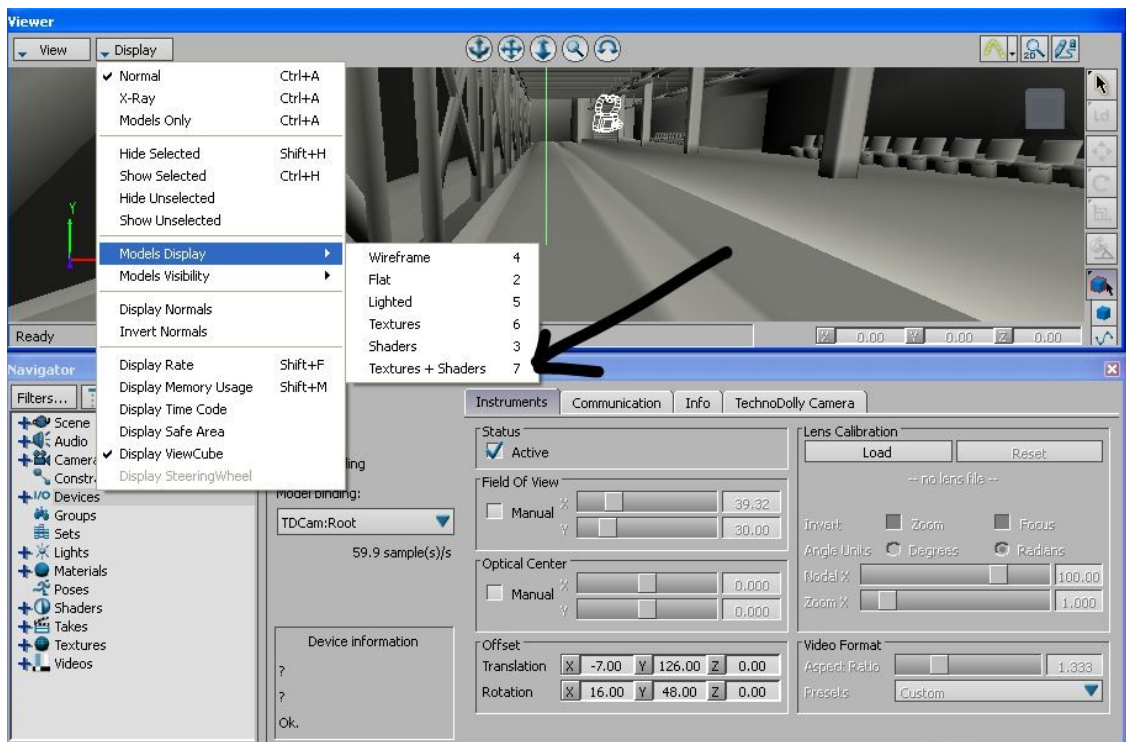 Viewer
View Display
2D
Normal Ctrl+A
X-Ray Ctrl+A
Models Only Ctrl+A
Hide Selected Shift+H
Show Selected Ctrl+H
Hide Unselected
Show Unselected
Models Display
Models Visibility
Display Normals
Invert Normals
Display Rate Shift+F
Display Memory Usage Shift+M
Display Time Code
Display Safe Area
Display ViewCube
Display SteeringWheel
Wireframe 4
Flat 2
Lighted 5
Textures 6
Shaders 3
Textures + Shaders 7
Y
Ld
Ready
X 0.00 Y 0.00 Z 0.00
Navigator
Filters...
Scene
Audio
Camera
Constr
I/O Devices
Groups
Sets
Lights
Materials
Poses
Shaders
Takes
Textures
Videos
Model binding:
TDCam:Root
59.9 sample(s)/s
Device information
?
?
Ok.
Instruments Communication Info TechnoDolly Camera
Status
Active
Field Of View
Manual X 39.32
Y 30.00
Optical Center
Manual X 0.000
Y 0.000
Offset
Translation X -7.00 Y 126.00 Z 0.00
Rotation X 16.00 Y 48.00 Z 0.00
Lens Calibration
Load Reset
-- no lens file --
Invert Zoom Focus
Angle Units Degrees Radians
Nodal X 100.00
Zoom X 1.000
Video Format
Aspect Ratio 1.333
Presets Custom